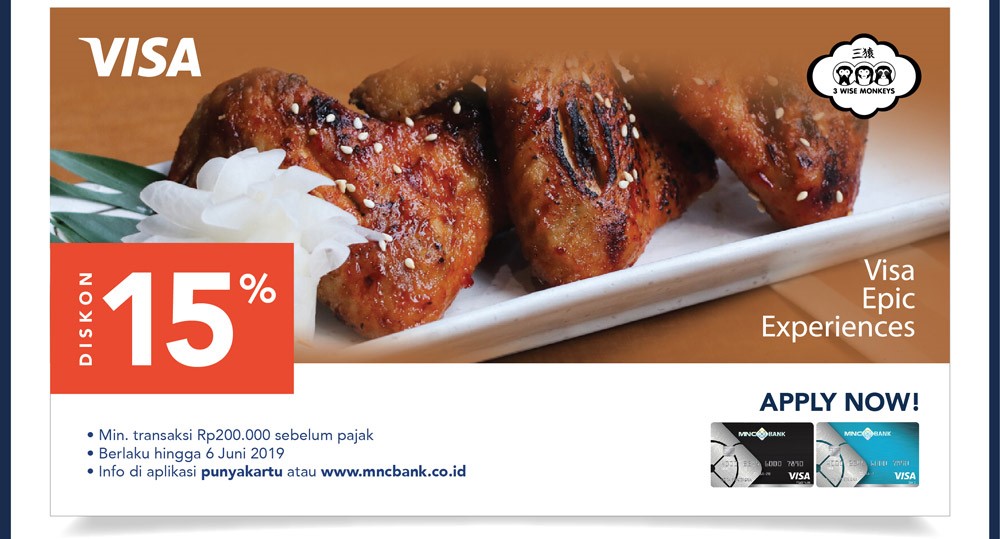 VISA
三猿
3 WISE MONKEYS
DISKON
15%
Visa
Epic
Experiences
APPLY NOW!
• Min. transaksi Rp200.000 sebelum pajak
• Berlaku hingga 6 Juni 2019
• Info di aplikasi punyakartu atau www.mncbank.co.id
MNC BANK
VISA
MNC BANK
VISA